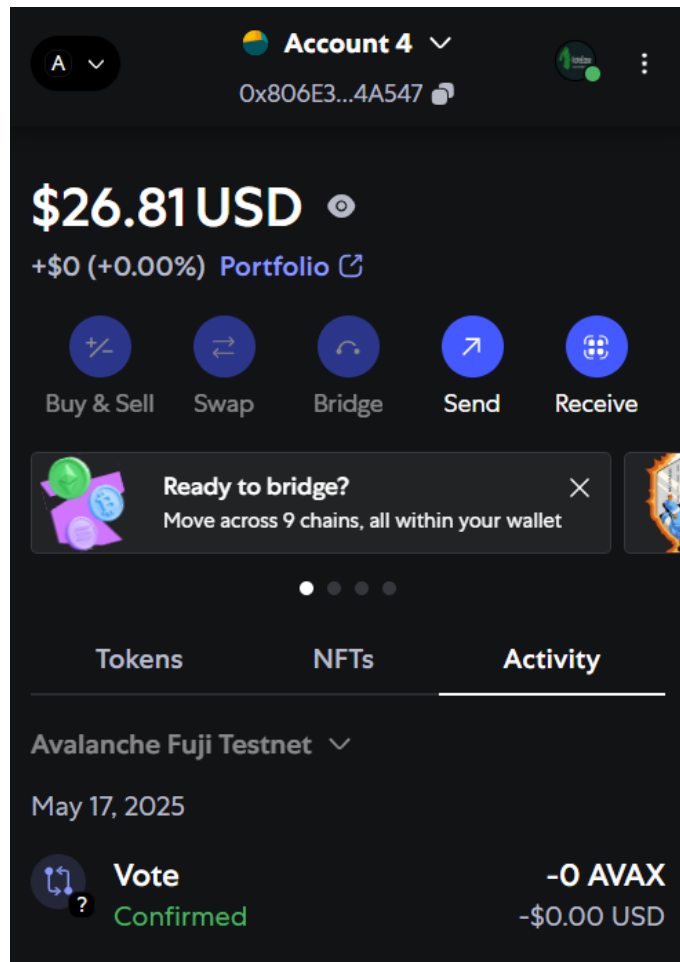 A
Account 4
0x806E3...4A547
$26.81 USD
+$0 (+0.00%) Portfolio
Buy & Sell Swap Bridge Send Receive
Ready to bridge?
Move across 9 chains, all within your wallet
Tokens NFTs Activity
Avalanche Fuji Testnet
May 17, 2025
Vote -0 AVAX
? Confirmed -$0.00 USD